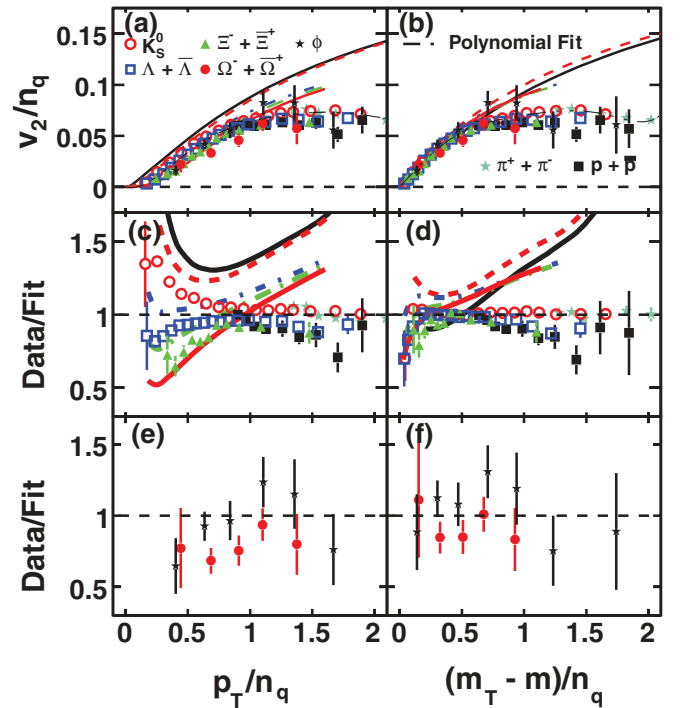 (a) Ξ⁻ + Ξ̄⁺ ★ ϕ
K⁰_S
Λ + Λ̄ Ω⁻ + Ω̄⁺
(b) Polynomial Fit
π⁺ + π⁻ p + p̄
v₂/n_q
0.15
0.1
0.05
0
(c)
(d)
Data/Fit
1.5
1
0.5
(e)
(f)
Data/Fit
1.5
1
0.5
0 0.5 1 1.5 2 0 0.5 1 1.5 2
p_T/n_q (m_T - m)/n_q